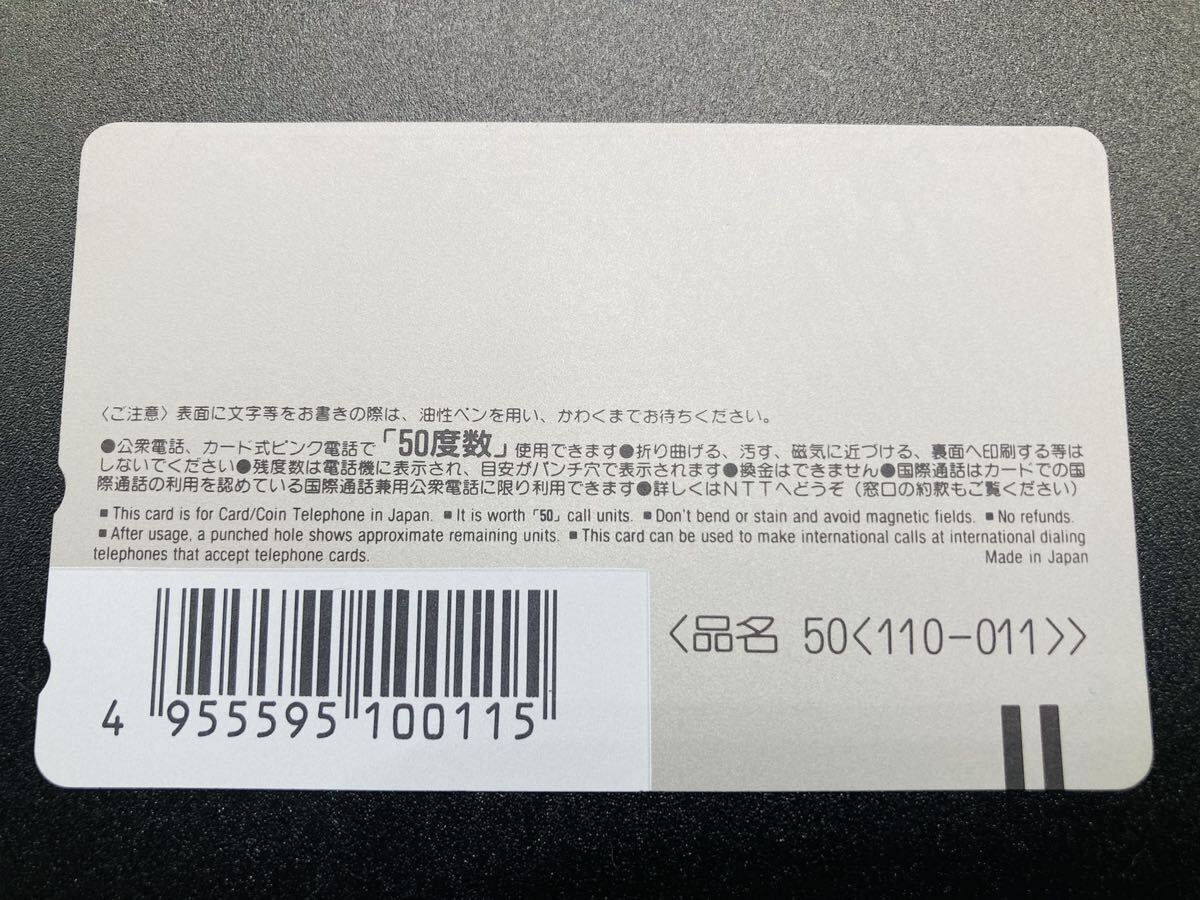 〈ご注意〉表面に文字等をお書きの際は、油性ペンを用い、かわくまでお待ちください。
●公衆電話、カード式ピンク電話で「50度数」使用できます●折り曲げる、汚す、磁気に近づける、裏面へ印刷する等は
しないでください●残度数は電話機に表示され、目安がパンチ穴で表示されます●換金はできません●国際通話はカードでの国
際通話の利用を認めている国際通話兼用公衆電話に限り利用できます●詳しくはNTTへどうぞ（窓口の約款もご覧ください）
■ This card is for Card/Coin Telephone in Japan. ■ It is worth「50」call units. ■ Don't bend or stain and avoid magnetic fields. ■ No refunds.
■ After usage, a punched hole shows approximate remaining units. ■ This card can be used to make international calls at international dialing
telephones that accept telephone cards.
Made in Japan
〈品名 50<110-011>〉
4 955595 100115